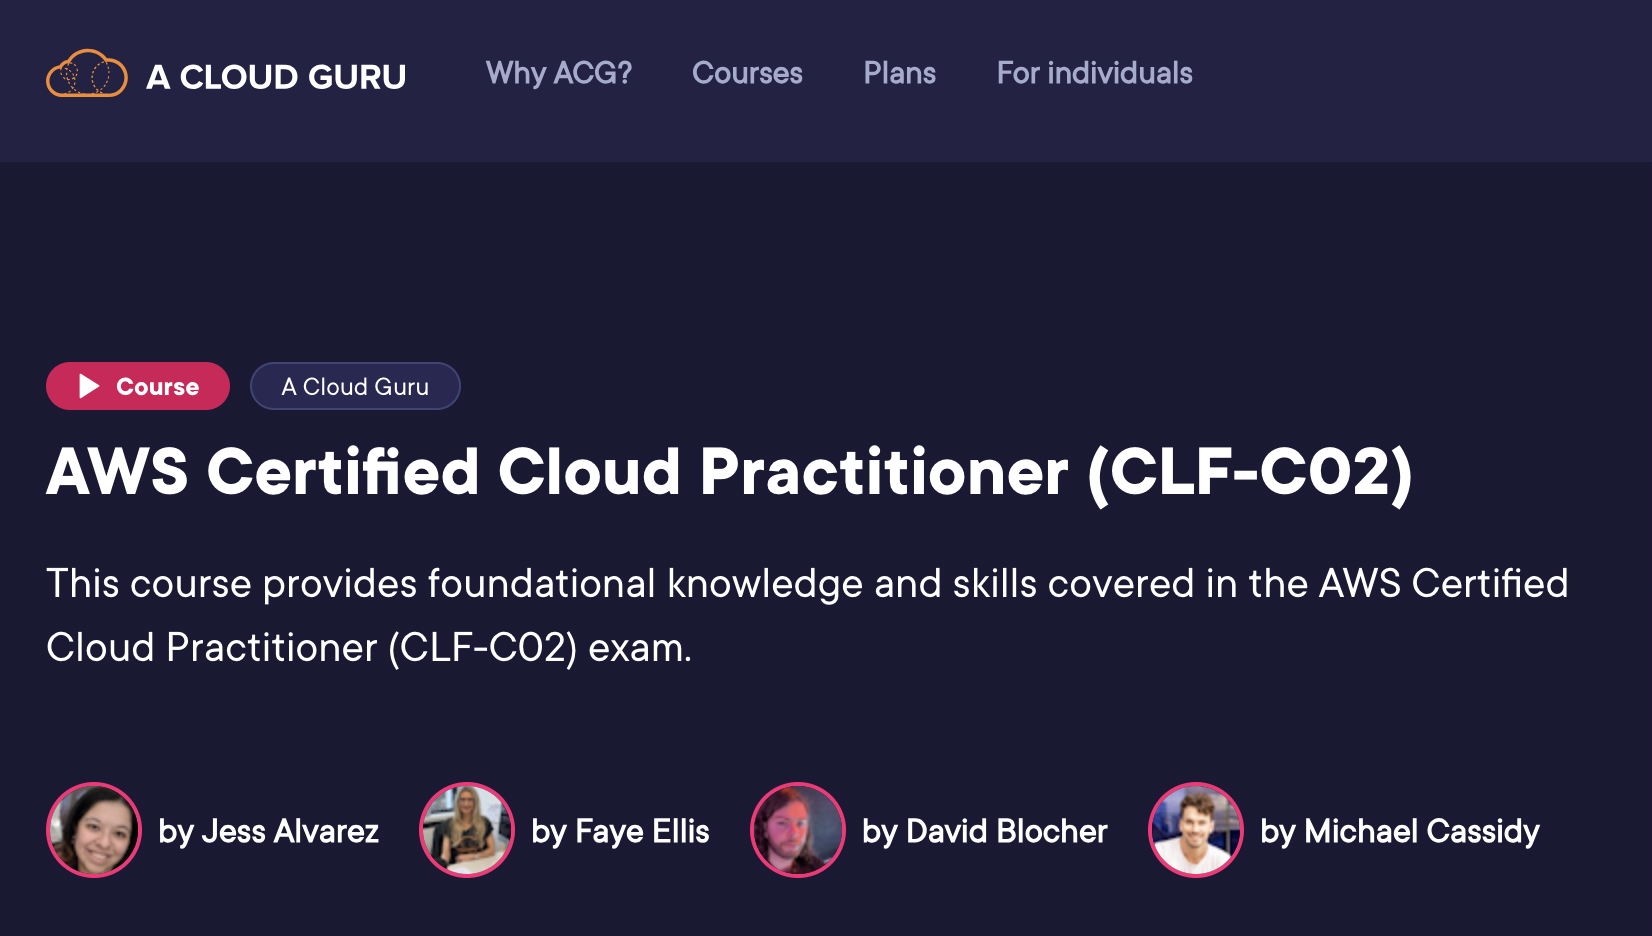 A CLOUD GURU
Why ACG?
Courses
Plans
For individuals
Course
A Cloud Guru
AWS Certified Cloud Practitioner (CLF-C02)
This course provides foundational knowledge and skills covered in the AWS Certified
Cloud Practitioner (CLF-C02) exam.
by Jess Alvarez
by Faye Ellis
by David Blocher
by Michael Cassidy